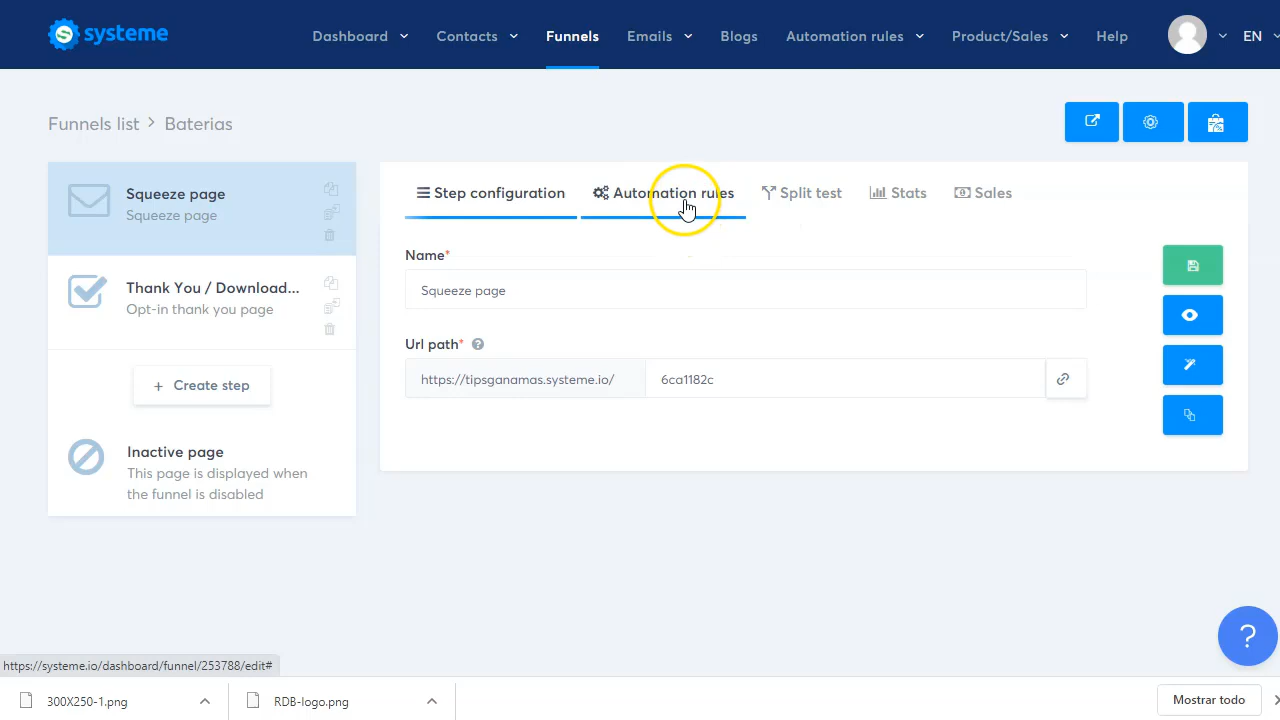 systeme
Dashboard
Contacts
Funnels
Emails
Blogs
Automation rules
Product/Sales
Help
EN
Funnels list > Baterias
Squeeze page
Squeeze page
Thank You / Download...
Opt-in thank you page
+ Create step
Inactive page
This page is displayed when
the funnel is disabled
Step configuration
Automation rules
Split test
Stats
Sales
Name*
Squeeze page
Url path* ?
https://tipsganamas.systeme.io/
6ca1182c
?
https://systeme.io/dashboard/funnel/253788/edit#
300X250-1.png
RDB-logo.png
Mostrar todo